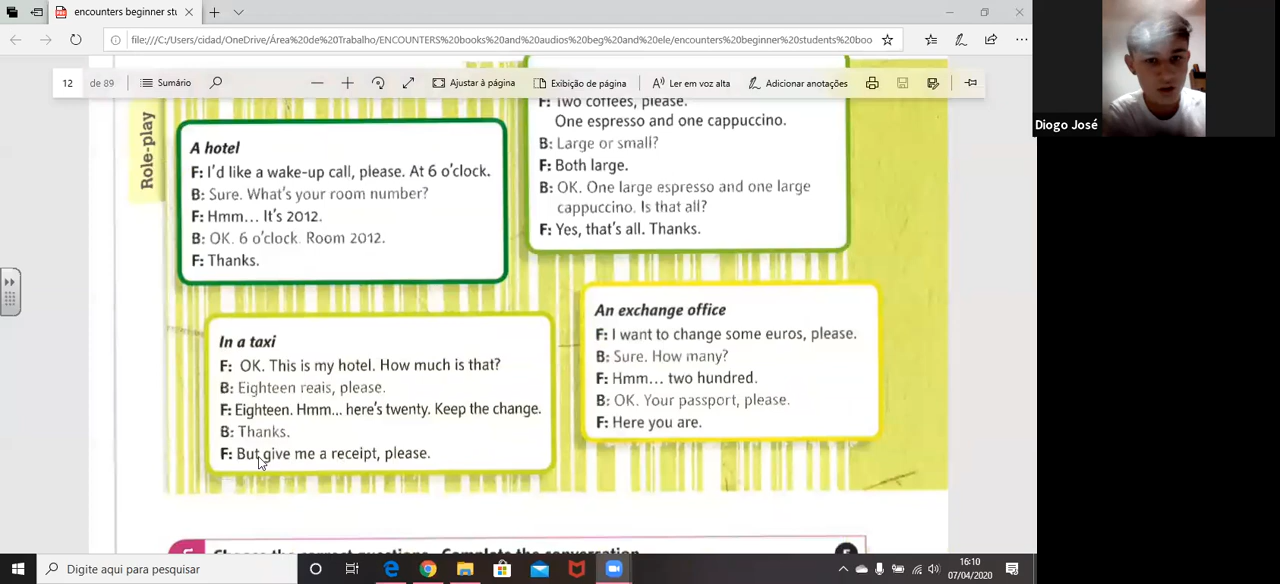 encounters beginner stu
file:///C:/Users/cidad/OneDrive/Área%20de%20Trabalho/ENCOUNTERS%20books%20and%20audios%20beg%20and%20ele/encounters%20beginner%20students%20boo
12 de 89 Sumário Ajustar à página Exibição de página Ler em voz alta Adicionar anotações
Diogo José
Role-play
F: Two coffees, please.
One espresso and one cappuccino.
B: Large or small?
F: Both large.
B: OK. One large espresso and one large
cappuccino. Is that all?
F: Yes, that's all. Thanks.
A hotel
F: I'd like a wake-up call, please. At 6 o'clock.
B: Sure. What's your room number?
F: Hmm... It's 2012.
B: OK. 6 o'clock. Room 2012.
F: Thanks.
In a taxi
F: OK. This is my hotel. How much is that?
B: Eighteen reais, please.
F: Eighteen. Hmm... here's twenty. Keep the change.
B: Thanks.
F: But give me a receipt, please.
An exchange office
F: I want to change some euros, please.
B: Sure. How many?
F: Hmm... two hundred.
B: OK. Your passport, please.
F: Here you are.
Choose the correct questions. Complete the conversation
Digite aqui para pesquisar
16:10
07/04/2020